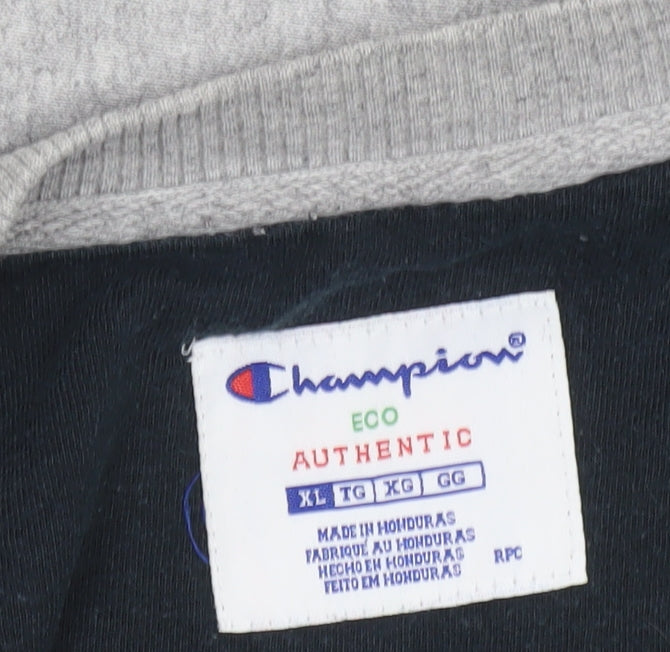 Champion®
ECO
AUTHENTIC
XL TG XG GG
MADE IN HONDURAS
FABRIQUÉ AU HONDURAS
HECHO EN HONDURAS
FEITO EM HONDURAS
RPC